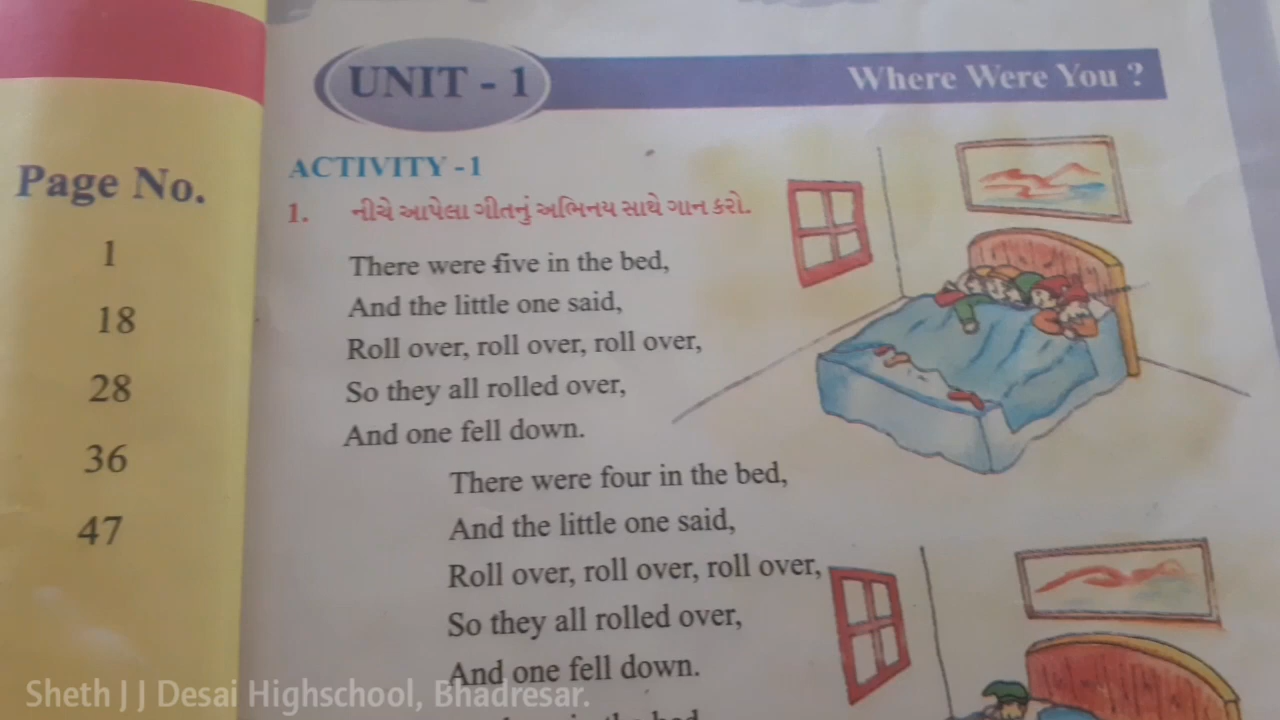 Page No.
1
18
28
36
47
UNIT - 1
Where Were You ?
ACTIVITY -1
1. નીચે આપેલા ગીતનું અભિનય સાથે ગાન કરો.
There were five in the bed,
And the little one said,
Roll over, roll over, roll over,
So they all rolled over,
And one fell down.
There were four in the bed,
And the little one said,
Roll over, roll over, roll over,
So they all rolled over,
And one fell down.
in the bed
Sheth J J Desai Highschool, Bhadresar.